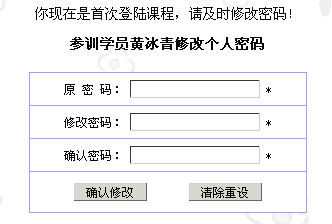 你现在是首次登陆课程，请及时修改密码！
参训学员黄冰青修改个人密码
原 密 码： *
修改密码： *
确认密码： *
确认修改 清除重设